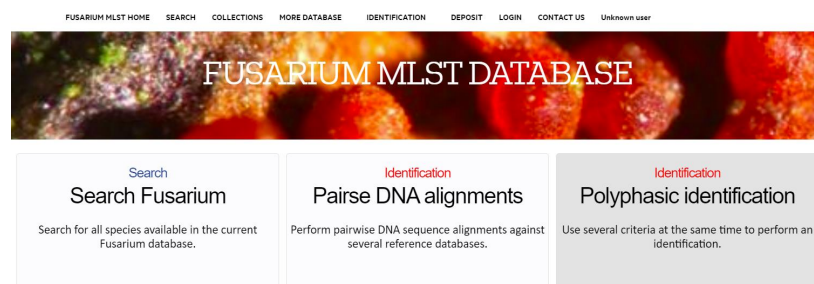 FUSARIUM MLST HOME SEARCH COLLECTIONS MORE DATABASE IDENTIFICATION DEPOSIT LOGIN CONTACT US Unknown user
FUSARIUM MLST DATABASE
Search
Search Fusarium
Search for all species available in the current
Fusarium database.
Identification
Pairse DNA alignments
Perform pairwise DNA sequence alignments against
several reference databases.
Identification
Polyphasic identification
Use several criteria at the same time to perform an
identification.